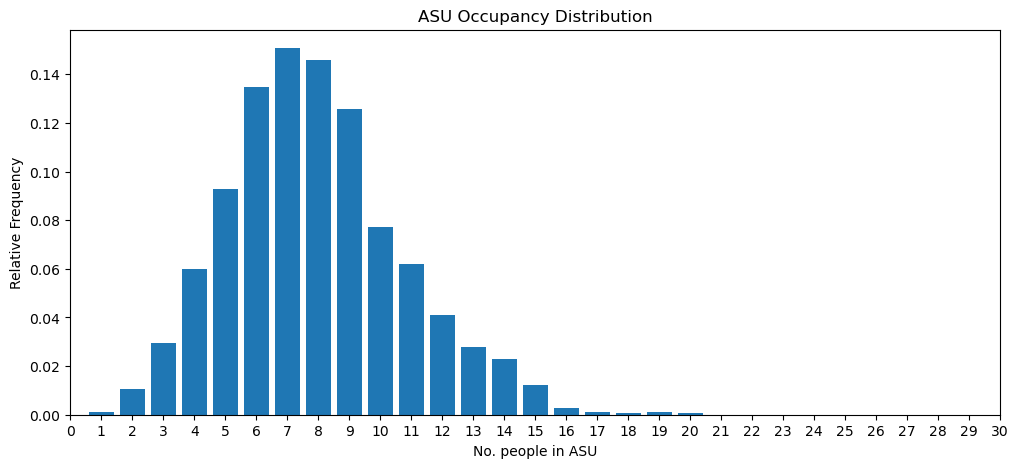 ASU Occupancy Distribution
Relative Frequency
0.14
0.12
0.10
0.08
0.06
0.04
0.02
0.00
0 1 2 3 4 5 6 7 8 9 10 11 12 13 14 15 16 17 18 19 20 21 22 23 24 25 26 27 28 29 30
No. people in ASU